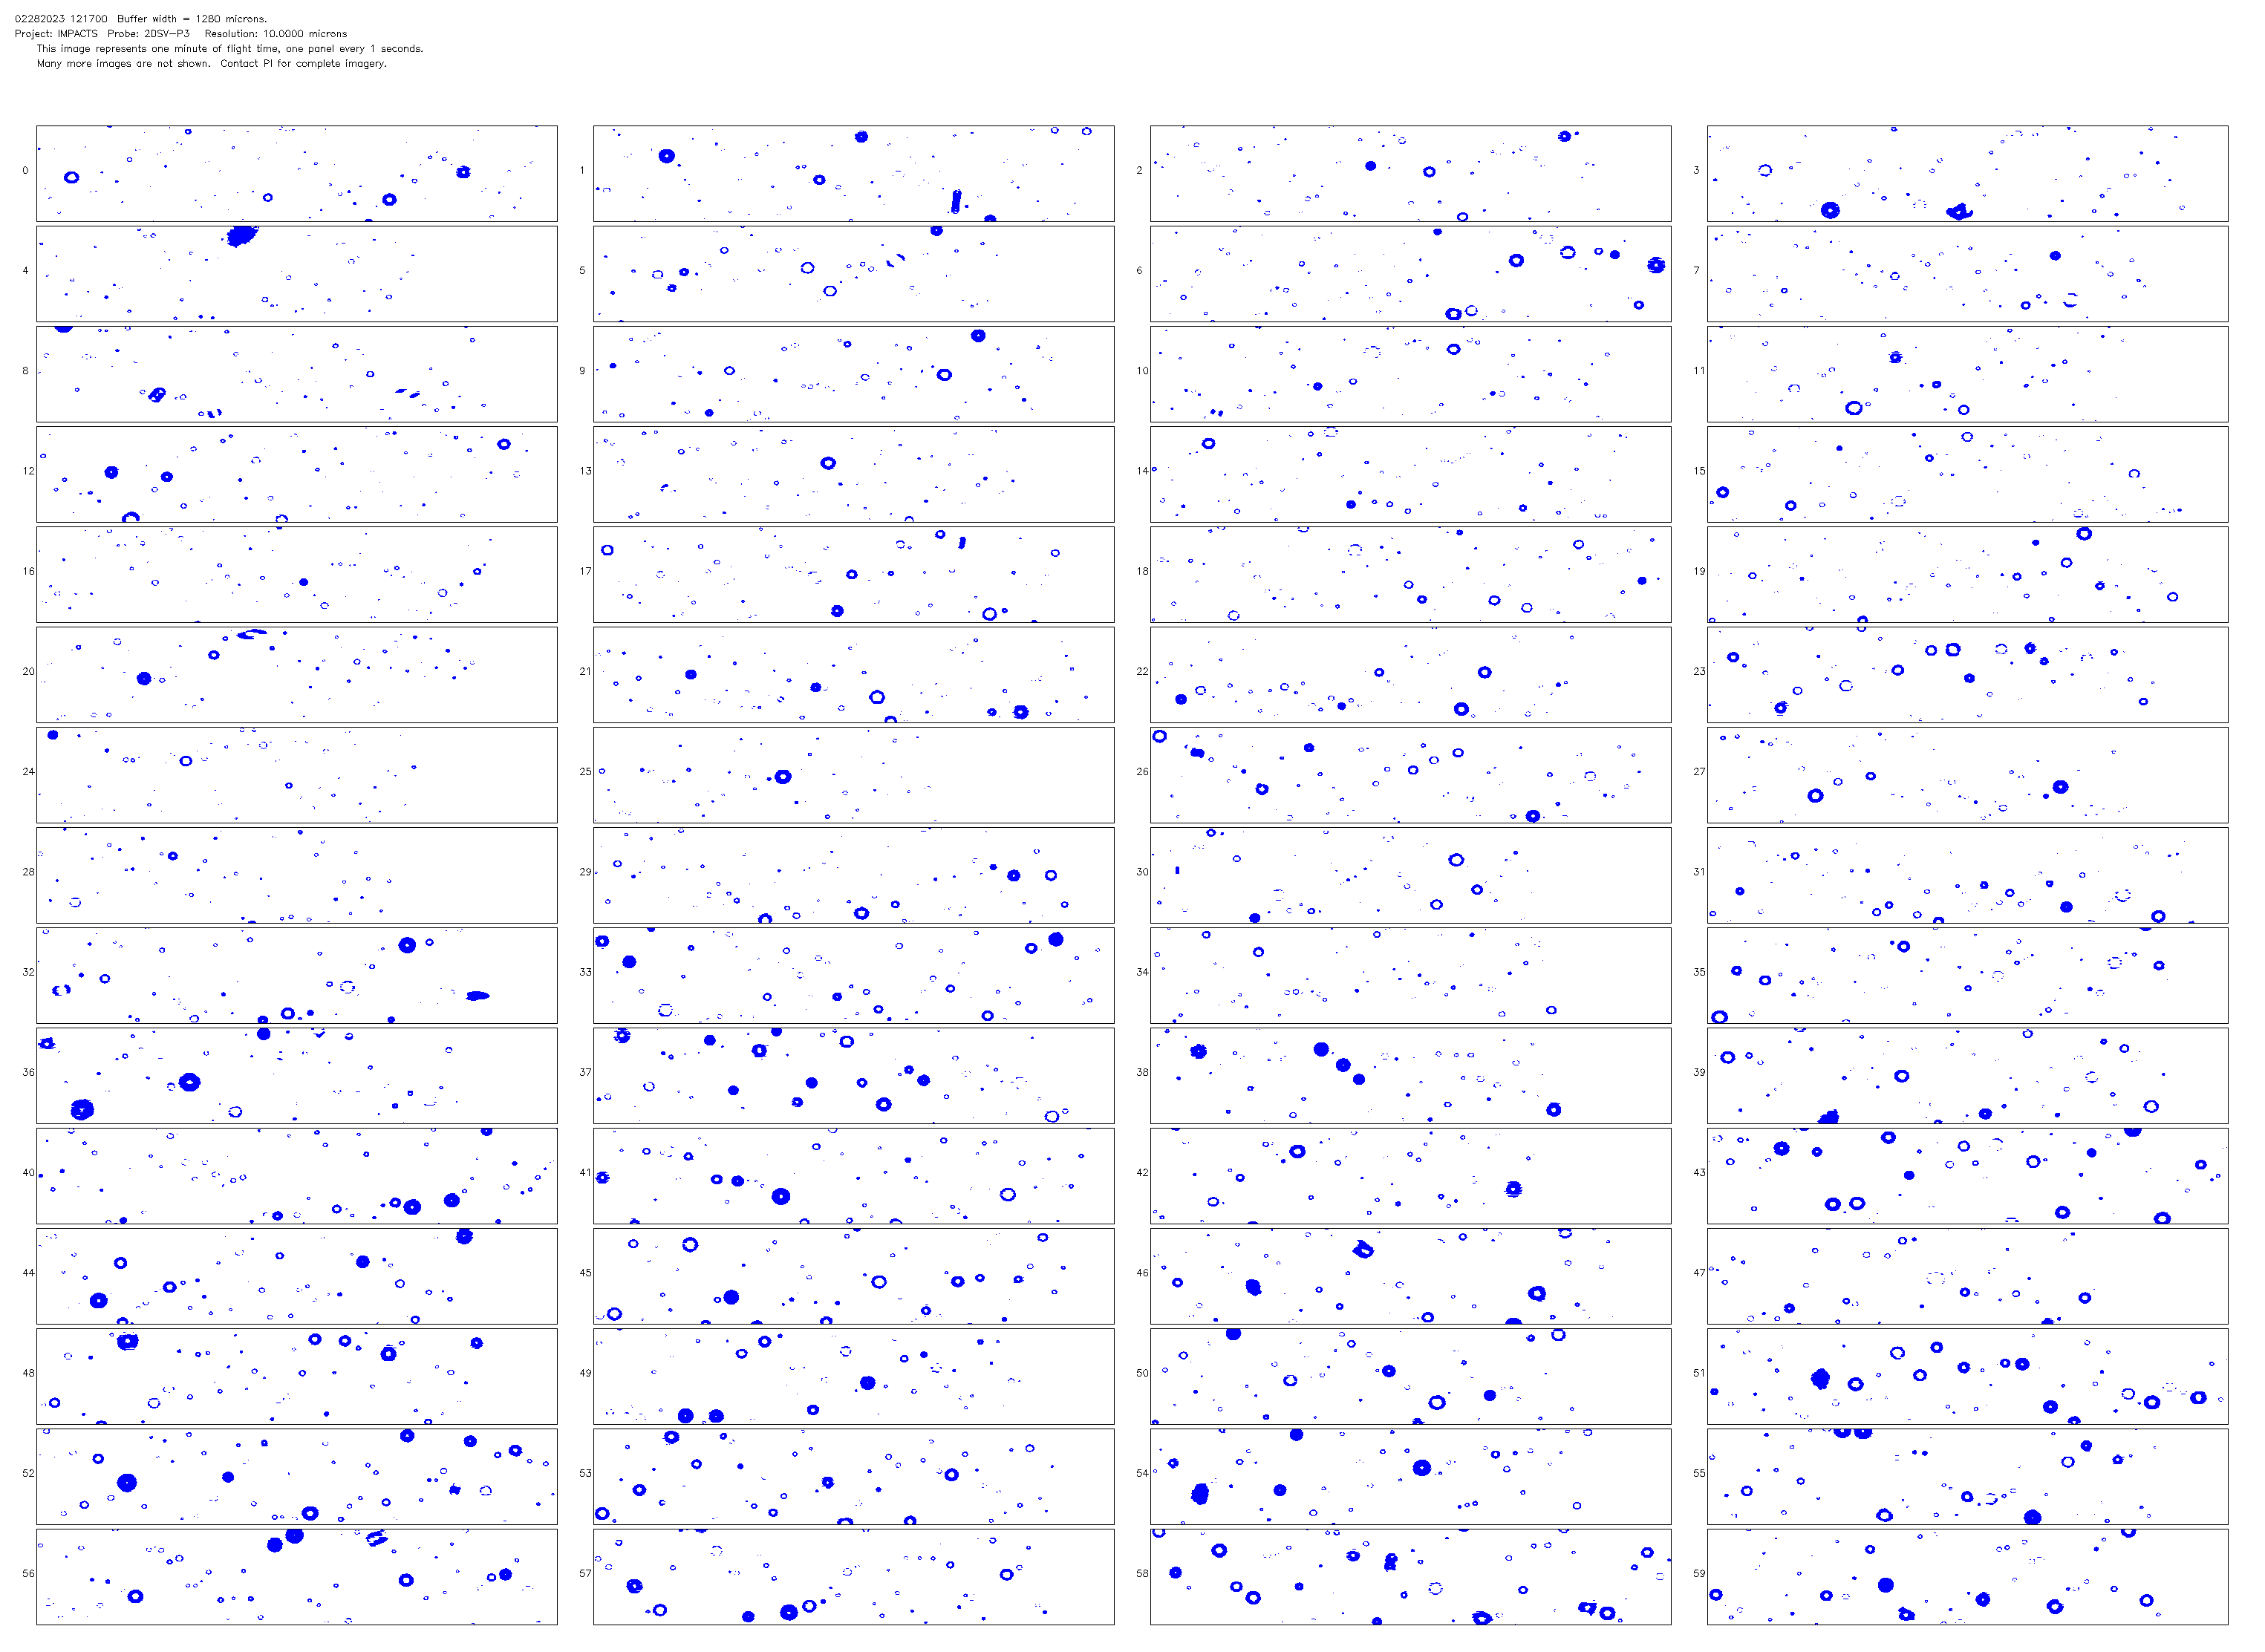 02282023 121700 Buffer width = 1280 microns.
Project: IMPACTS Probe: 2DSV-P3 Resolution: 10.0000 microns
This image represents one minute of flight time, one panel every 1 seconds.
Many more images are not shown. Contact PI for complete imagery.
0 1 2 3
4 5 6 7
8 9 10 11
12 13 14 15
16 17 18 19
20 21 22 23
24 25 26 27
28 29 30 31
32 33 34 35
36 37 38 39
40 41 42 43
44 45 46 47
48 49 50 51
52 53 54 55
56 57 58 59